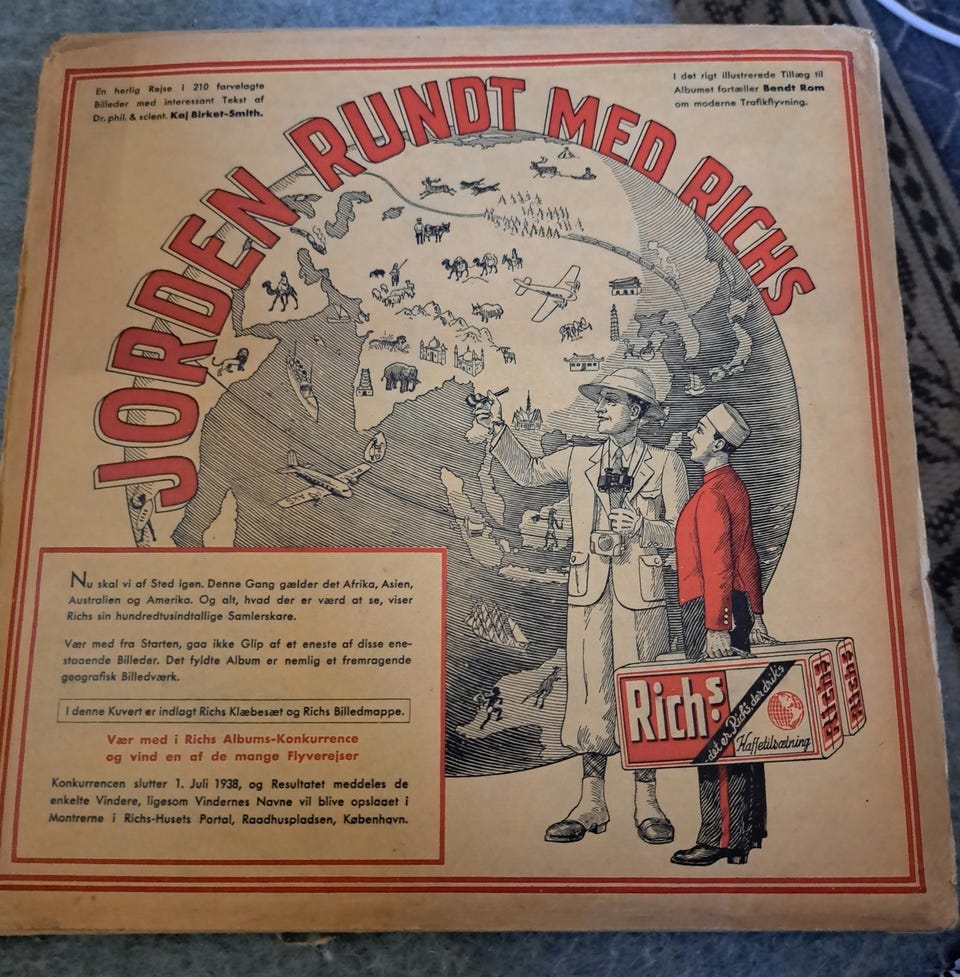 En herlig Rejse i 210 farvelagte
Billeder med interessant Tekst af
Dr. phil. & scient. Kaj Birket-Smith.
I det rigt illustrerede Tillæg til
Albumet fortæller Bendt Rom
om moderne Trafikflyvning.
JORDEN RUNDT MED RICHS
Nu skal vi af Sted igen. Denne Gang gælder det Afrika, Asien,
Australien og Amerika. Og alt, hvad der er værd at se, viser
Richs sin hundredtusindtallige Samlerskare.
Vær med fra Starten, gaa ikke Glip af et eneste af disse ene-
staaende Billeder. Det fyldte Album er nemlig et fremragende
geografisk Billedværk.
I denne Kuvert er indlagt Richs Klæbesæt og Richs Billedmappe.
Vær med i Richs Albums-Konkurrence
og vind en af de mange Flyverejser
Konkurrencen slutter 1. Juli 1938, og Resultatet meddeles de
enkelte Vindere, ligesom Vindernes Navne vil blive opslaaet i
Montrerne i Richs-Husets Portal, Raadhuspladsen, København.
Richs
det er Richs, der drik's
Kaffetilsætning
Richs
Richs